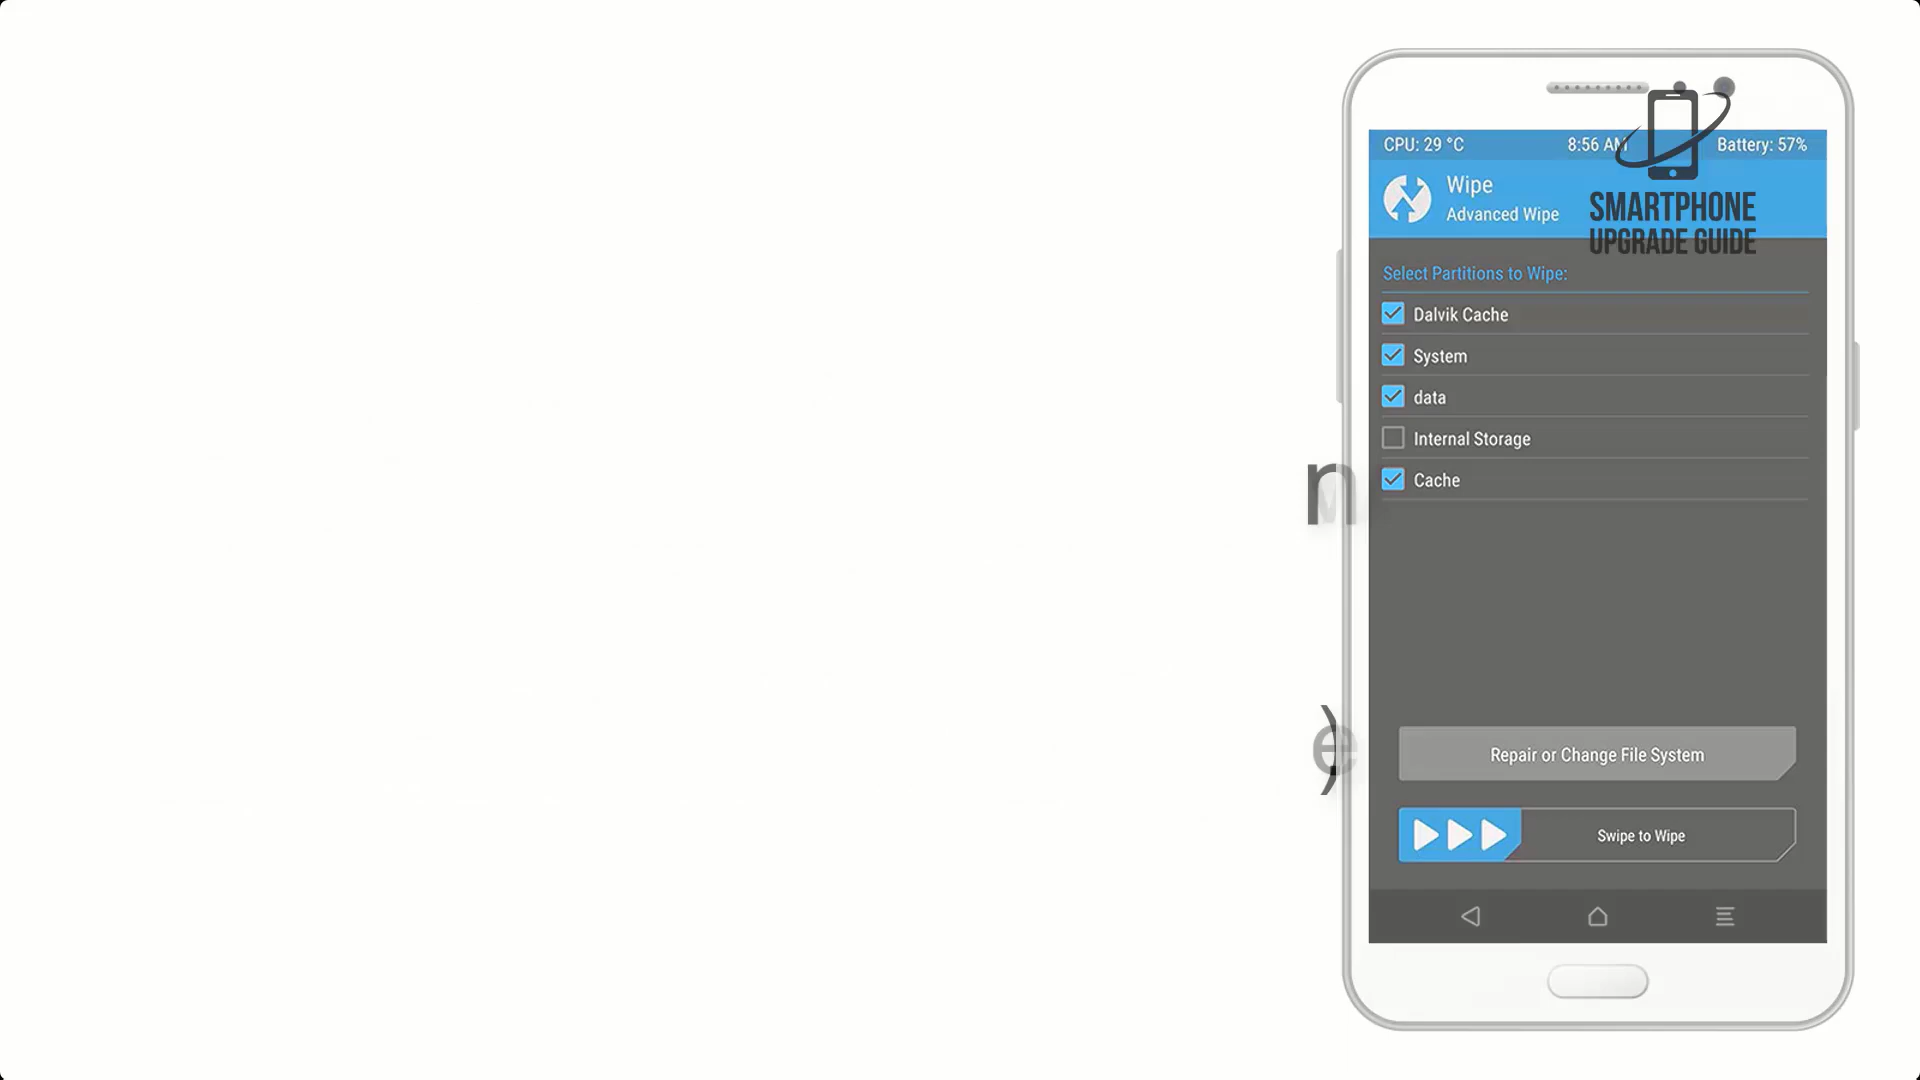 CPU: 29 °C 8:56 AM Battery: 57%
Wipe
Advanced Wipe
SMARTPHONE
UPGRADE GUIDE
Select Partitions to Wipe:
Dalvik Cache
System
data
Internal Storage
Cache
n
)
Repair or Change File System
Swipe to Wipe